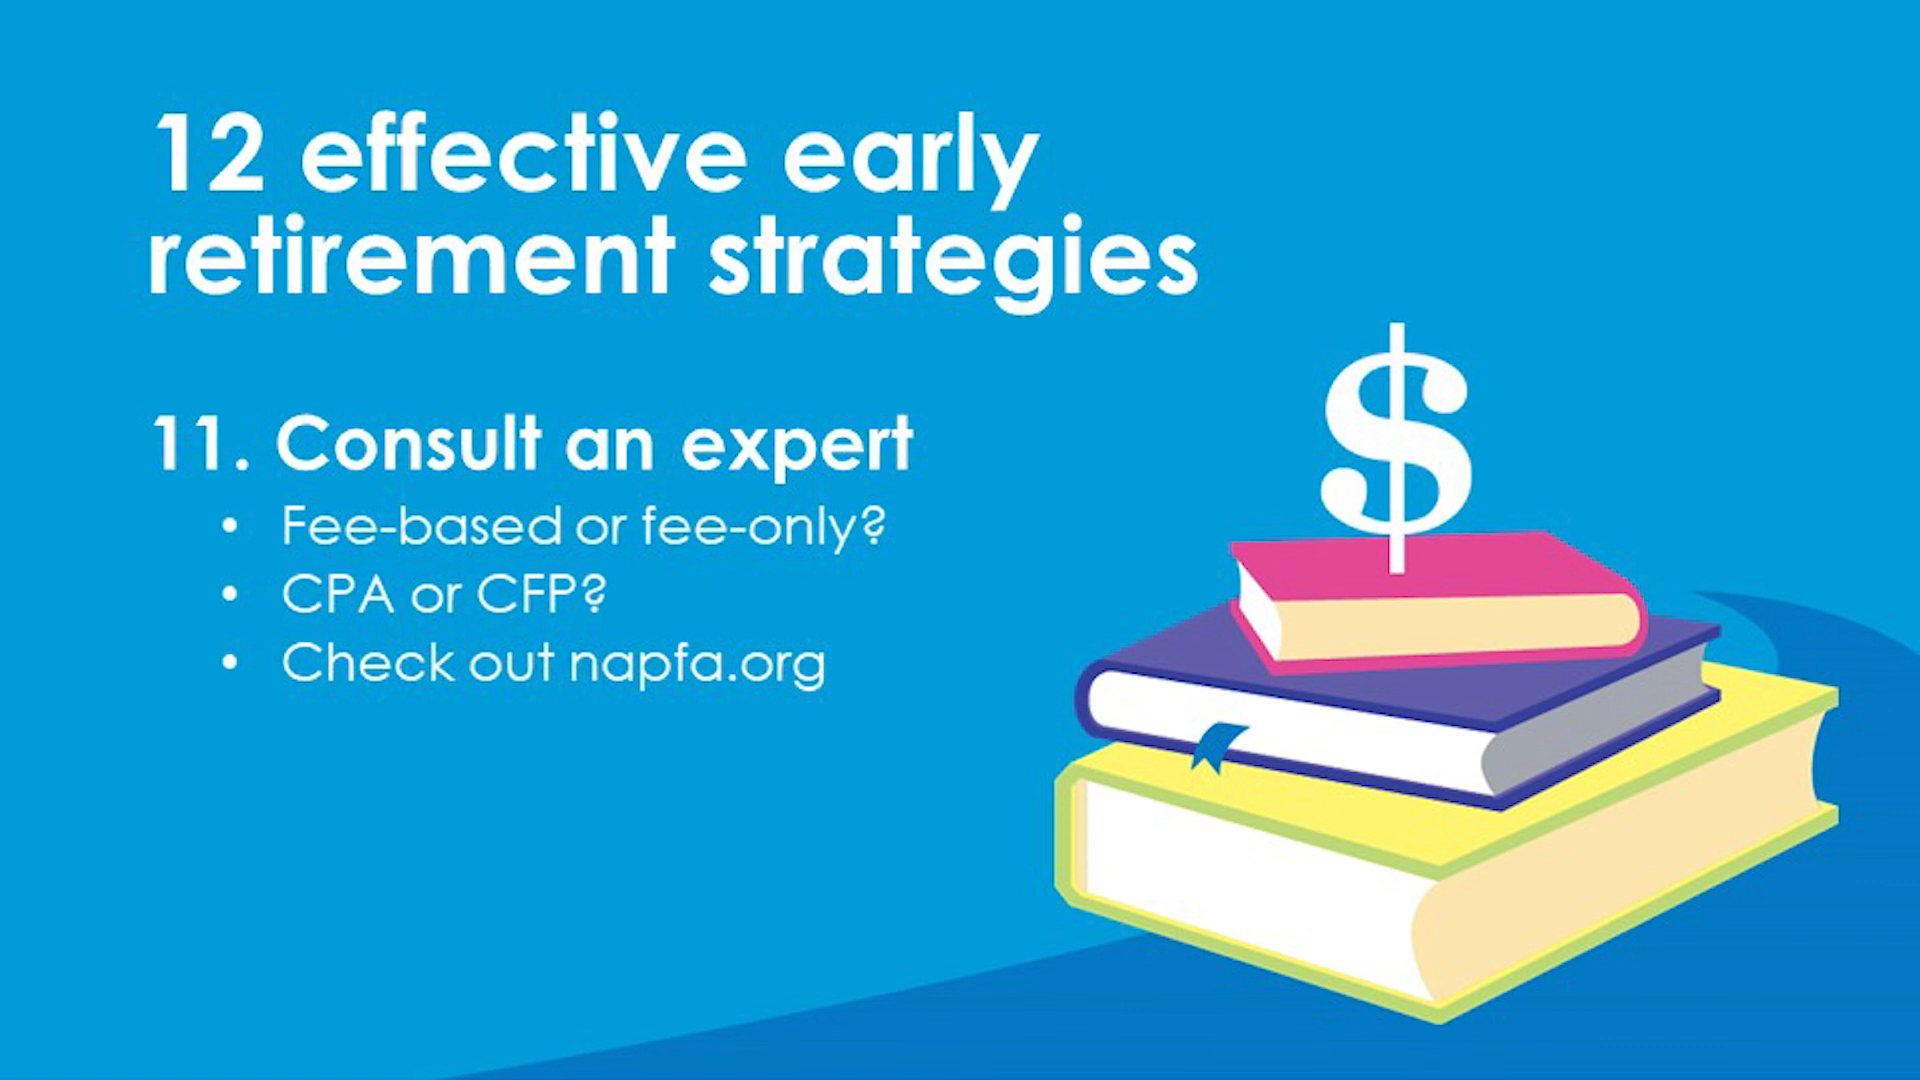 12 effective early
retirement strategies
11. Consult an expert
• Fee-based or fee-only?
• CPA or CFP?
• Check out napfa.org
$